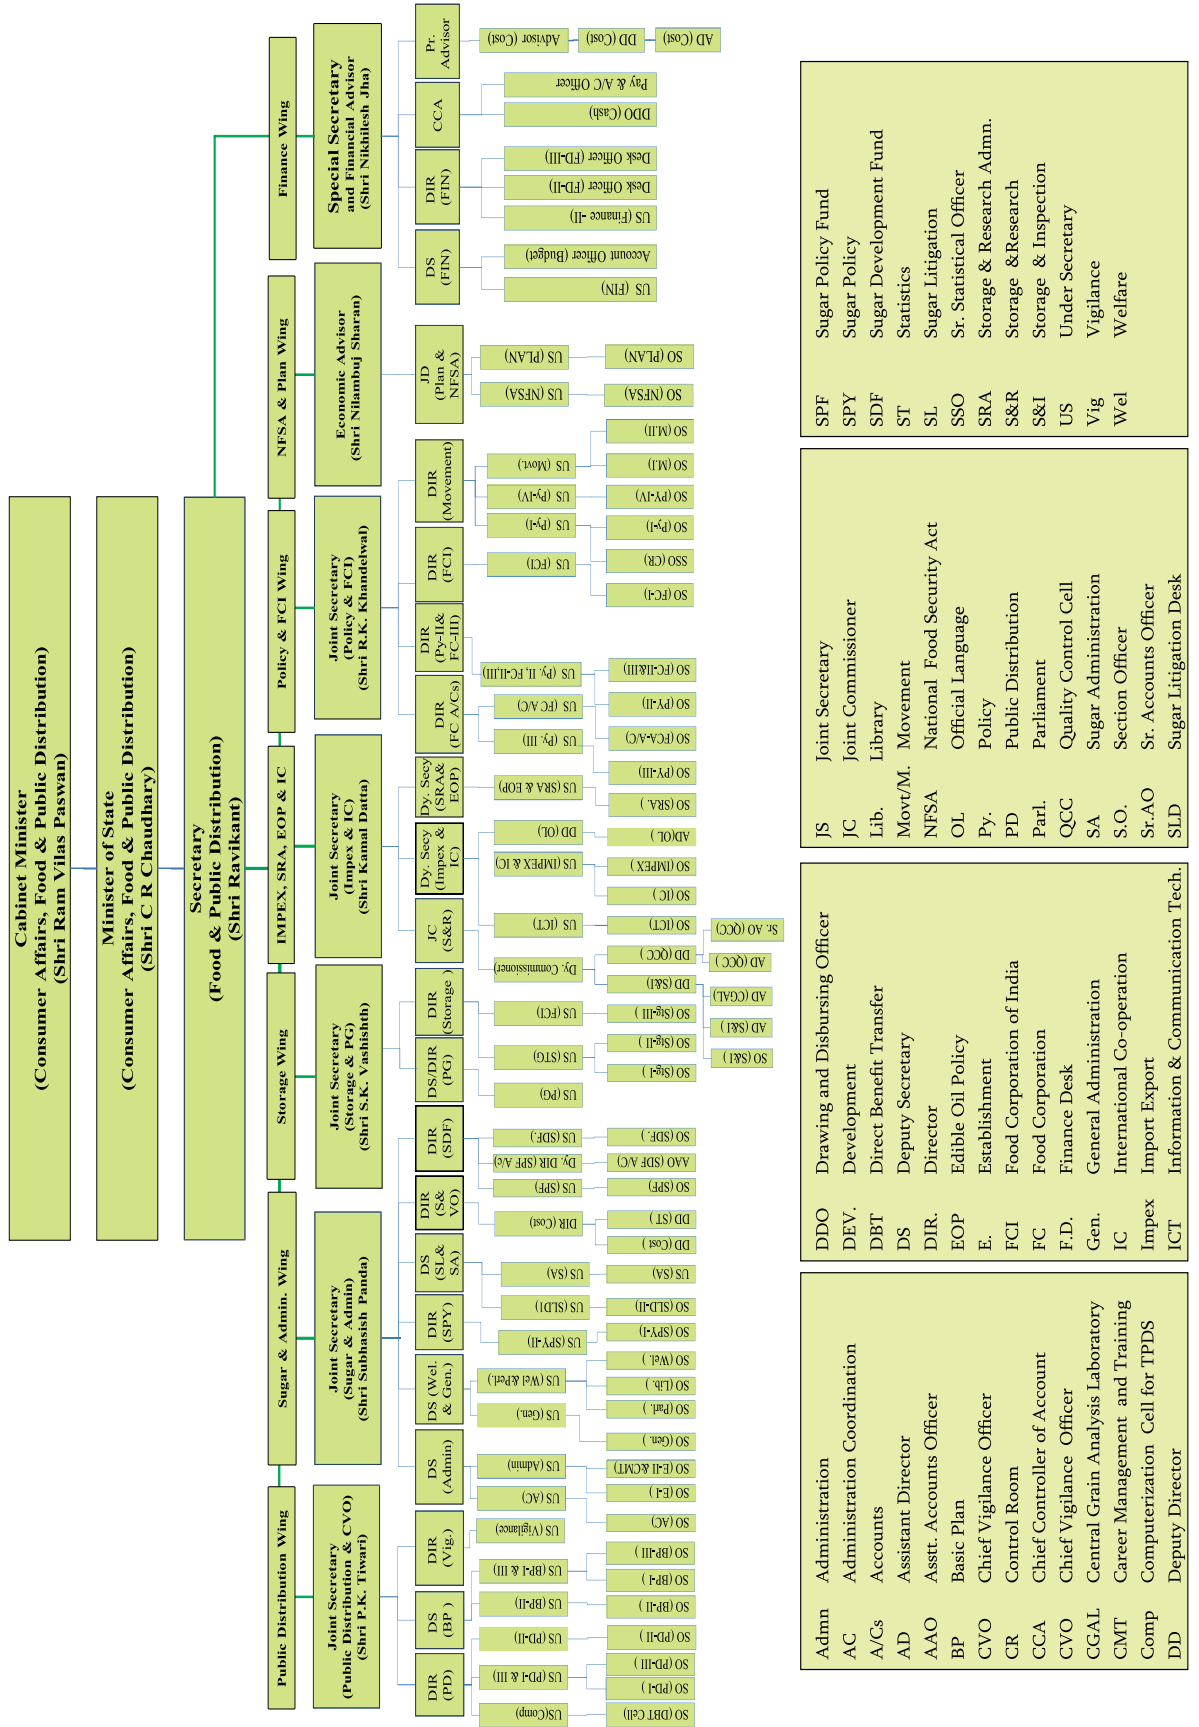 Cabinet Minister
(Consumer Affairs, Food & Public Distribution)
(Shri Ram Vilas Paswan)
Minister of State
(Consumer Affairs, Food & Public Distribution)
(Shri C R Chaudhary)
Secretary
(Food & Public Distribution)
(Shri Ravikant)
Public Distribution Wing
Sugar & Admin. Wing
Storage Wing
IMPEX, SRA, EOP & IC
Policy & FCI Wing
NFSA & Plan Wing
Finance Wing
Joint Secretary
(Public Distribution & CVO)
(Shri P.K. Tiwari)
Joint Secretary
(Sugar & Admin)
(Shri Subhasish Panda)
Joint Secretary
(Storage & PG)
(Shri S.K. Vashishth)
Joint Secretary
(Impex & IC)
(Shri Kamal Datta)
Joint Secretary
(Policy & FCI)
(Shri R.K. Khandelwal)
Economic Advisor
(Shri Nilambuj Sharan)
Special Secretary
and Financial Advisor
(Shri Nikhilesh Jha)
DIR
(PD)
DS
(BP )
DIR
(Vig.)
DS
(Admin)
DS (Wel.
& Gen.)
DIR
(SPY)
DS
(SL&
SA)
DIR
(S&
VO)
DIR
(SDF)
DS/DIR
(PG)
DIR
(Storage )
JC
(S&R)
Dy. Secy
(Impex &
IC)
Dy. Secy
(SRA&
EOP)
DIR
(FC A/Cs)
DIR
(Py-II&
FC-III)
DIR
(FCI)
DIR
(Movement)
JD
(Plan &
NFSA)
DS
(FIN)
DIR
(FIN)
CCA
Pr.
Advisor
US(Comp)
US (PD-I & III)
US (PD-II)
US (BP-II)
US (BP-I & III)
US (Vigilance)
US (AC)
US (Admin)
US (Gen.)
US (Wel &Perl.)
US (SPY-II)
US (SLD1)
US (SA)
DIR (Cost)
US (SPF)
Dy. DIR (SPF A/c)
US (SDF.)
US (PG)
US (STG)
US (FCI)
Dy. Commissioner)
US (ICT)
US (IMPEX & IC)
DD (OL)
US (SRA & EOP)
US (Py. III)
US (FC A/C)
US (Py. II, FC-II,III)
US (FCI)
US (Py-I)
US (Py-IV)
US (Movt.)
US (NFSA)
US (PLAN)
US (FIN)
Account Officer (Budget)
US (Finance -II)
Desk Officer (FD-II)
Desk Officer (FD-III)
DDO (Cash)
Pay & A/C Officer
Advisor (Cost)
DD (Cost)
AD (Cost)
SO (DBT Cell)
SO (PD-I )
SO (PD-III )
SO (PD-II )
SO (BP-II )
SO (BP-I )
SO (BP-III )
SO (AC)
SO (E-I )
SO (E-II &CMT)
SO (Gen. )
SO (Parl. )
SO (Lib. )
SO (Wel. )
SO (SPY-I)
SO (SLD-II)
US (SA)
DD (Cost )
DD (ST )
SO (SPF)
AAO (SDF A/C)
SO (SDF. )
SO (Stg-I )
SO (Stg-II )
SO (Stg-III )
DD (S&I)
DD (QCC )
SO (ICT)
SO (IC )
SO (IMPEX )
AD(OL )
SO (SRA. )
SO (PY-III)
SO (FCA-A/C)
SO (PY-II)
SO (FC-II&III)
SO (FC-I)
SSO (CR)
SO (Py-I)
SO (PY-IV)
SO (M.I)
SO (M.II)
SO (NFSA)
SO (PLAN)
SO (S&I )
AD (S&I )
AD (CGAL)
AD (QCC )
Sr. AO (QCC)
Admn Administration
AC Administration Coordination
A/Cs Accounts
AD Assistant Director
AAO Asstt. Accounts Officer
BP Basic Plan
CVO Chief Vigilance Officer
CR Control Room
CCA Chief Controller of Account
CVO Chief Vigilance Officer
CGAL Central Grain Analysis Laboratory
CMT Career Management and Training
Comp Computerization Cell for TPDS
DD Deputy Director
DDO Drawing and Disbursing Officer
DEV. Development
DBT Direct Benefit Transfer
DS Deputy Secretary
DIR. Director
EOP Edible Oil Policy
E. Establishment
FCI Food Corporation of India
FC Food Corporation
F.D. Finance Desk
Gen. General Administration
IC International Co-operation
Impex Import Export
ICT Information & Communication Tech.
JS Joint Secretary
JC Joint Commissioner
Lib. Library
Movt/M. Movement
NFSA National Food Security Act
OL Official Language
Py. Policy
PD Public Distribution
Parl. Parliament
QCC Quality Control Cell
SA Sugar Administration
S.O. Section Officer
Sr.AO Sr. Accounts Officer
SLD Sugar Litigation Desk
SPF Sugar Policy Fund
SPY Sugar Policy
SDF Sugar Development Fund
ST Statistics
SL Sugar Litigation
SSO Sr. Statistical Officer
SRA Storage & Research Admn.
S&R Storage &Research
S&I Storage & Inspection
US Under Secretary
Vig Vigilance
Wel Welfare